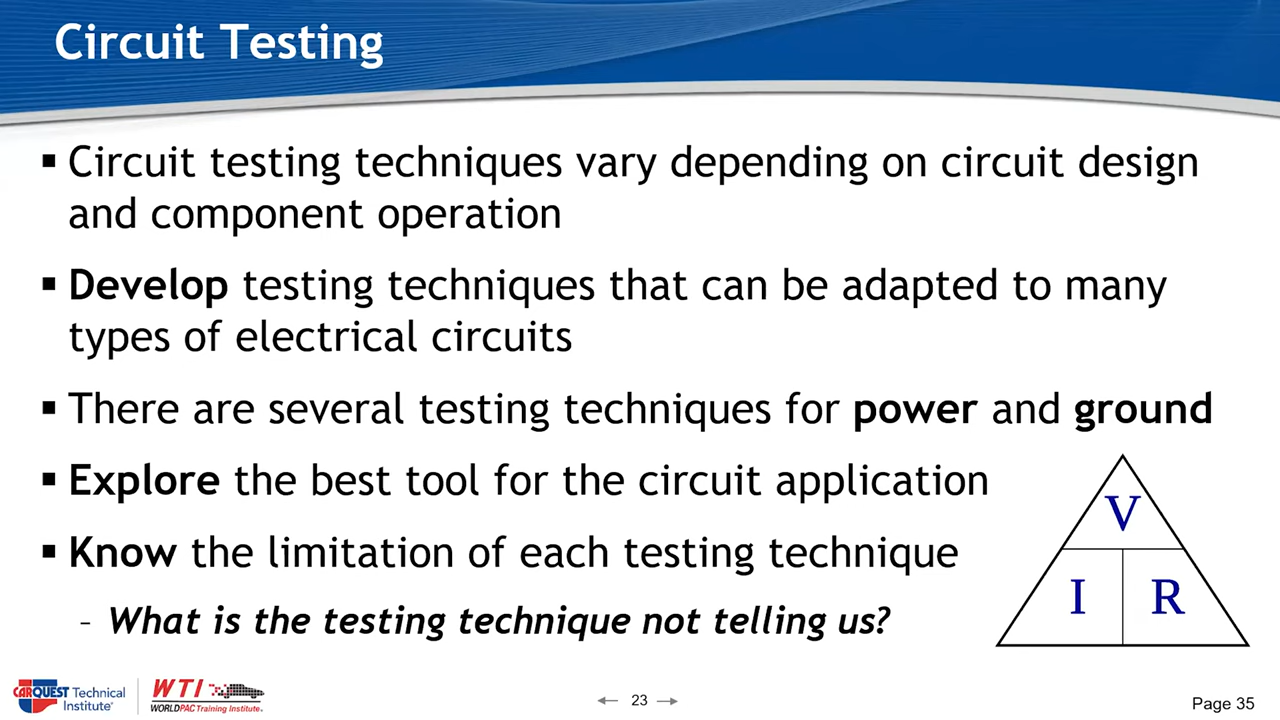 Circuit Testing
▪ Circuit testing techniques vary depending on circuit design
and component operation
▪ Develop testing techniques that can be adapted to many
types of electrical circuits
▪ There are several testing techniques for power and ground
▪ Explore the best tool for the circuit application
▪ Know the limitation of each testing technique
– What is the testing technique not telling us?
V
I R
CARQUEST Technical
Institute
WTI
WORLDPAC Training Institute
23
Page 35